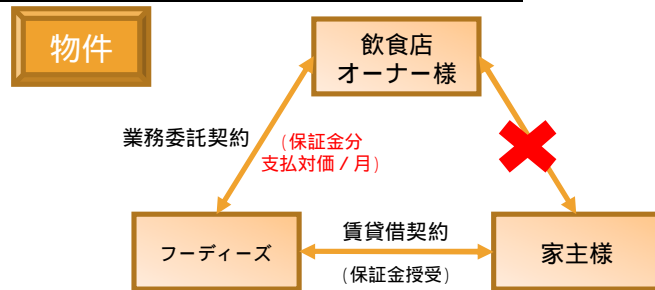 物件
飲食店
オーナー様
業務委託契約
（保証金分
支払対価／月）
フーディーズ
賃貸借契約
（保証金授受）
家主様